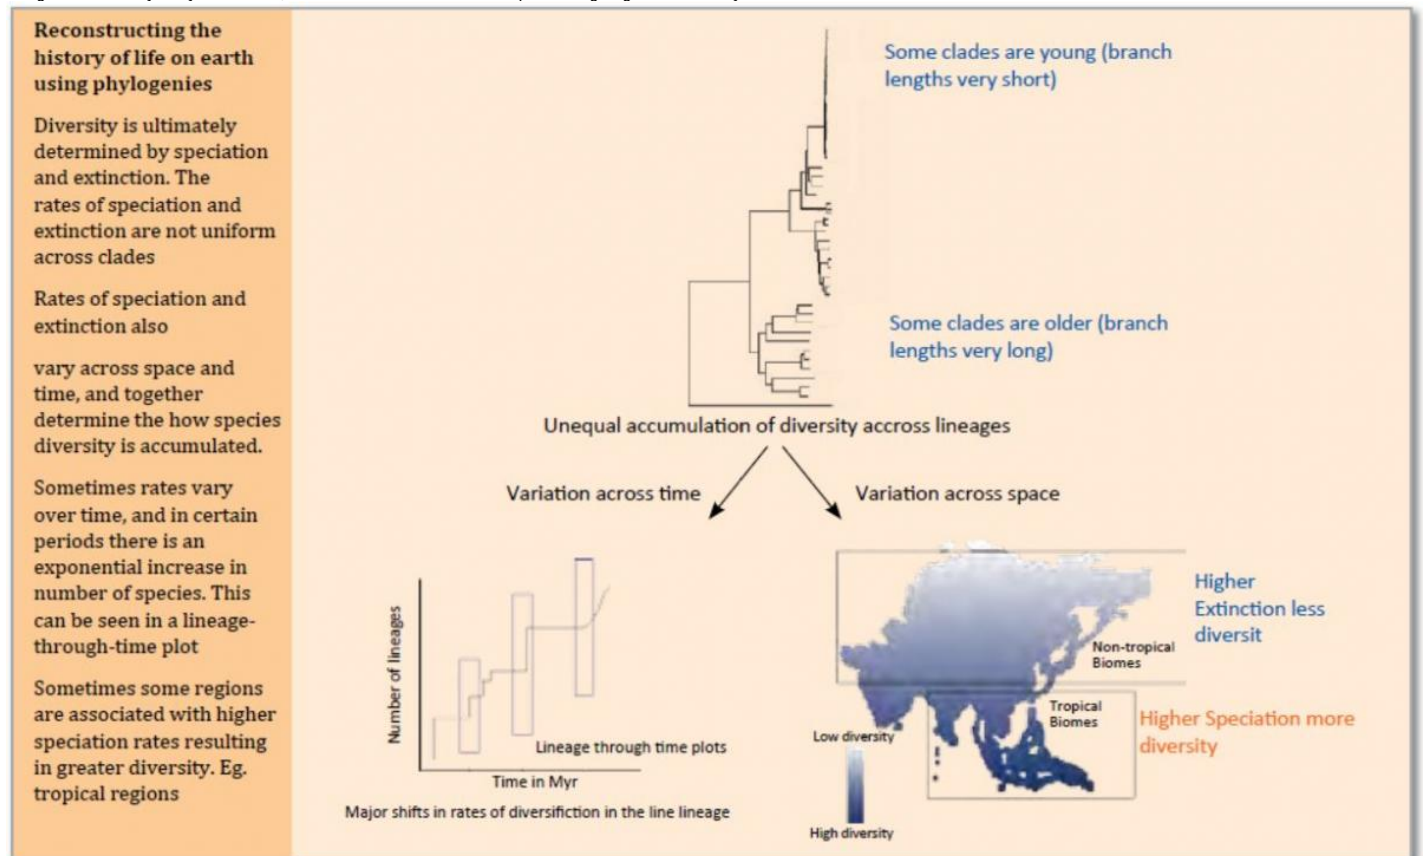 Reconstructing the
history of life on earth
using phylogenies
Diversity is ultimately
determined by speciation
and extinction. The
rates of speciation and
extinction are not uniform
across clades
Rates of speciation and
extinction also
vary across space and
time, and together
determine the how species
diversity is accumulated.
Sometimes rates vary
over time, and in certain
periods there is an
exponential increase in
number of species. This
can be seen in a lineage-
through-time plot
Sometimes some regions
are associated with higher
speciation rates resulting
in greater diversity. Eg.
tropical regions
Some clades are young (branch
lengths very short)
Some clades are older (branch
lengths very long)
Unequal accumulation of diversity accross lineages
Variation across time
Variation across space
Number of lineages
Lineage through time plots
Time in Myr
Major shifts in rates of diversifiction in the line lineage
Higher
Extinction less
diversit
Non-tropical
Biomes
Tropical
Biomes
Higher Speciation more
diversity
Low diversity
High diversity